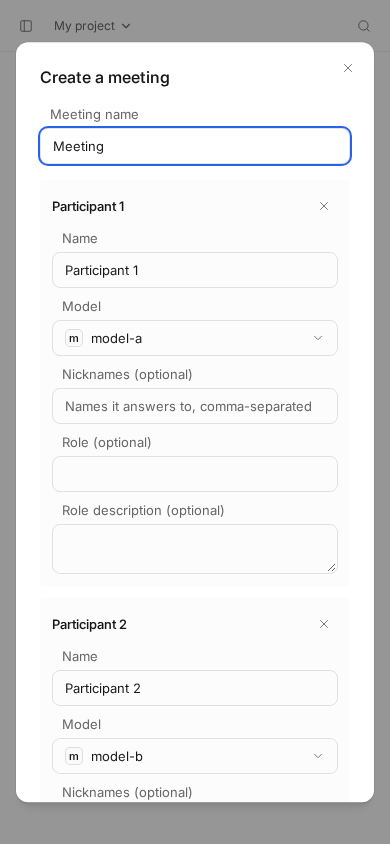 My project
Create a meeting
Meeting name
Meeting
Participant 1
Name
Participant 1
Model
m model-a
Nicknames (optional)
Names it answers to, comma-separated
Role (optional)
Role description (optional)
Participant 2
Name
Participant 2
Model
m model-b
Nicknames (optional)